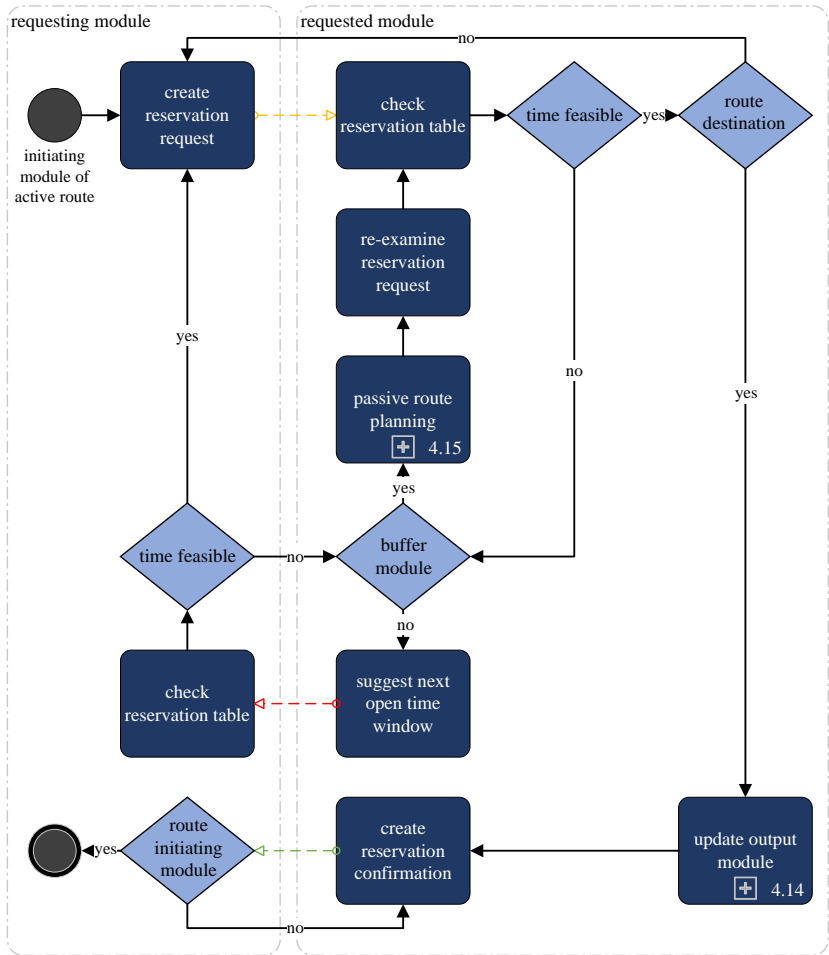 requesting module
requested module
no
create
reservation
request
check
reservation table
time feasible
yes
route
destination
initiating
module of
active route
re-examine
reservation
request
yes
no
passive route
planning
4.15
yes
yes
time feasible
no
buffer
module
no
check
reservation table
suggest next
open time
window
route
initiating
module
yes
create
reservation
confirmation
update output
module
4.14
no